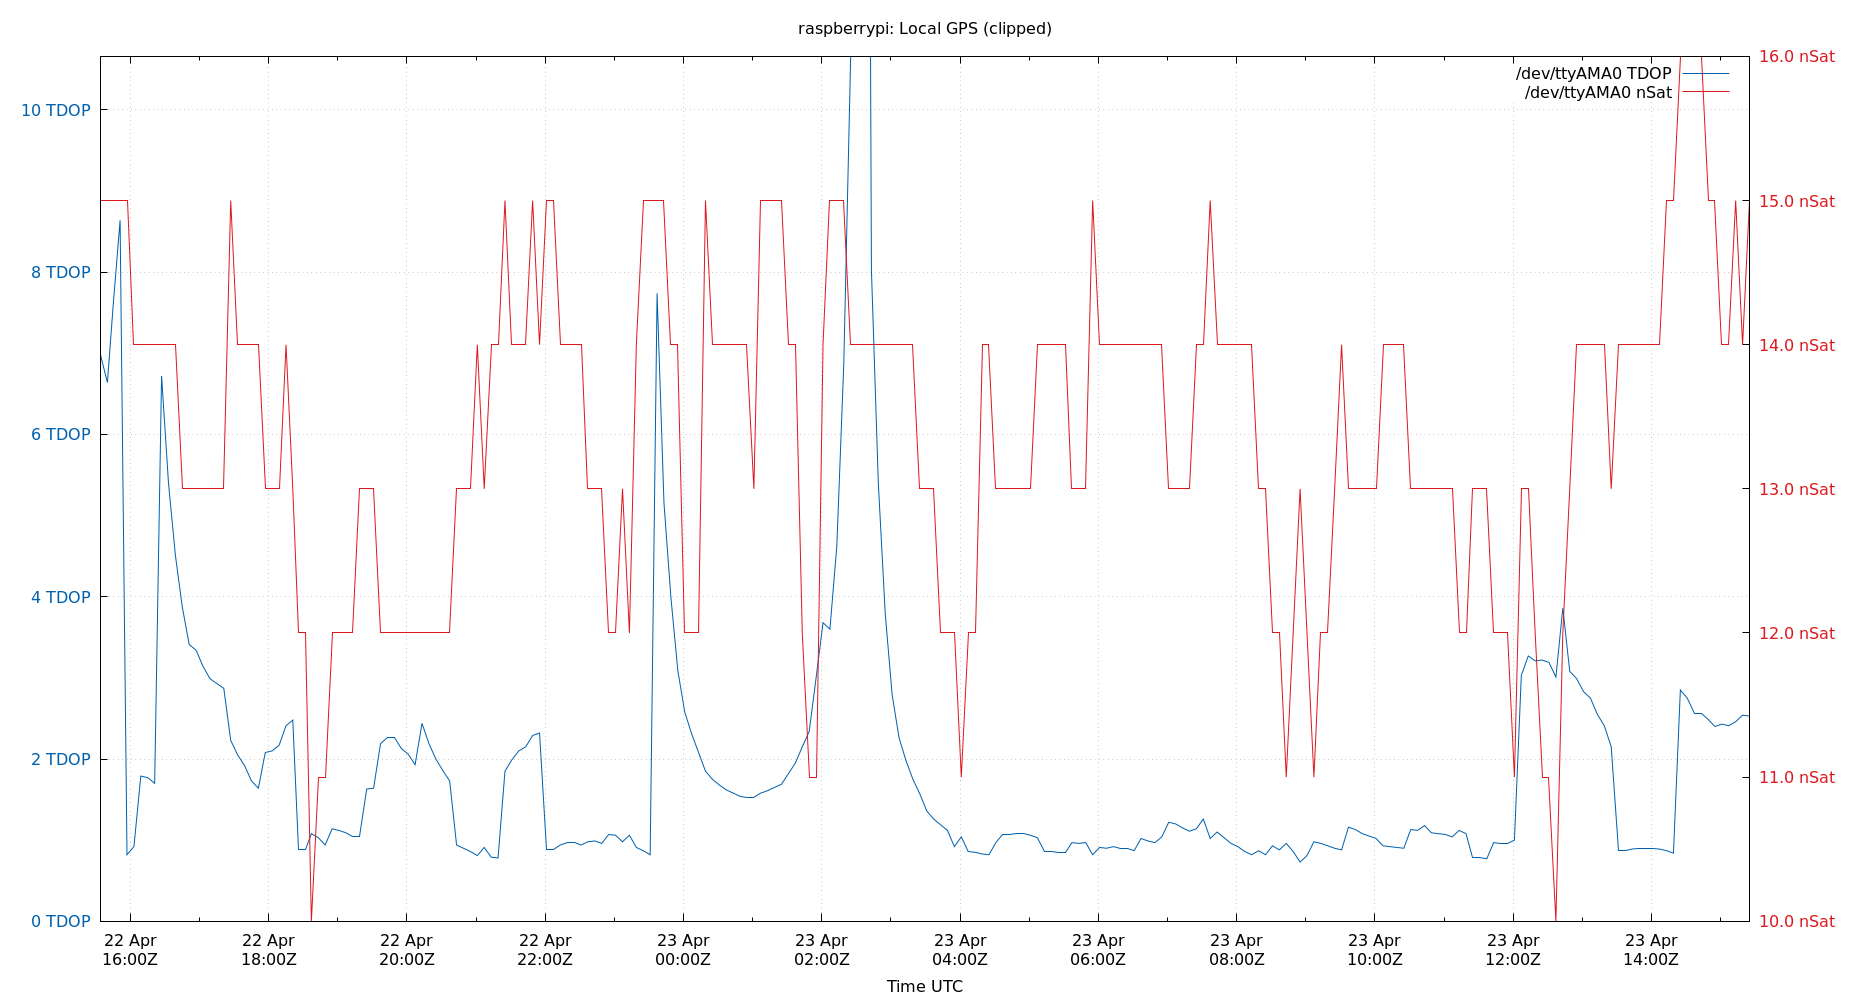 raspberrypi: Local GPS (clipped)
16.0 nSat
/dev/ttyAMA0 TDOP
/dev/ttyAMA0 nSat
10 TDOP
15.0 nSat
8 TDOP
14.0 nSat
6 TDOP
13.0 nSat
4 TDOP
12.0 nSat
2 TDOP
11.0 nSat
0 TDOP
10.0 nSat
22 Apr 22 Apr 22 Apr 22 Apr 23 Apr 23 Apr 23 Apr 23 Apr 23 Apr 23 Apr 23 Apr 23 Apr
16:00Z 18:00Z 20:00Z 22:00Z 00:00Z 02:00Z 04:00Z 06:00Z 08:00Z 10:00Z 12:00Z 14:00Z
Time UTC